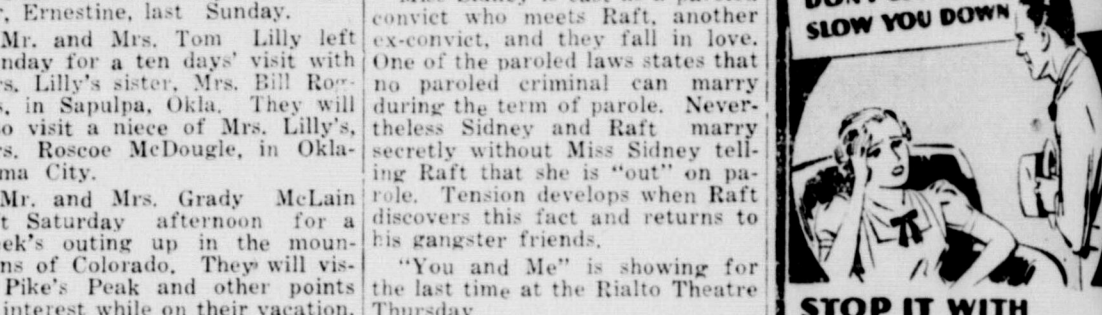 , Ernestine, last Sunday.
Mr. and Mrs. Tom Lilly left
nday for a ten days' visit with
rs. Lilly's sister, Mrs. Bill Rog-
s, in Sapulpa, Okla. They will
o visit a niece of Mrs. Lilly's,
rs. Roscoe McDougle, in Okla-
ma City.
Mr. and Mrs. Grady McLain
t Saturday afternoon for a
ek's outing up in the moun-
ns of Colorado. They will vis-
Pike's Peak and other points
interest while on their vacation.
convict who meets Raft, another
ex-convict, and they fall in love.
One of the paroled laws states that
no paroled criminal can marry
during the term of parole. Never-
theless Sidney and Raft marry
secretly without Miss Sidney tell-
ing Raft that she is "out" on pa-
role. Tension develops when Raft
discovers this fact and returns to
his gangster friends.
"You and Me" is showing for
the last time at the Rialto Theatre
Thursday
SLOW YOU DOWN
STOP IT WITH